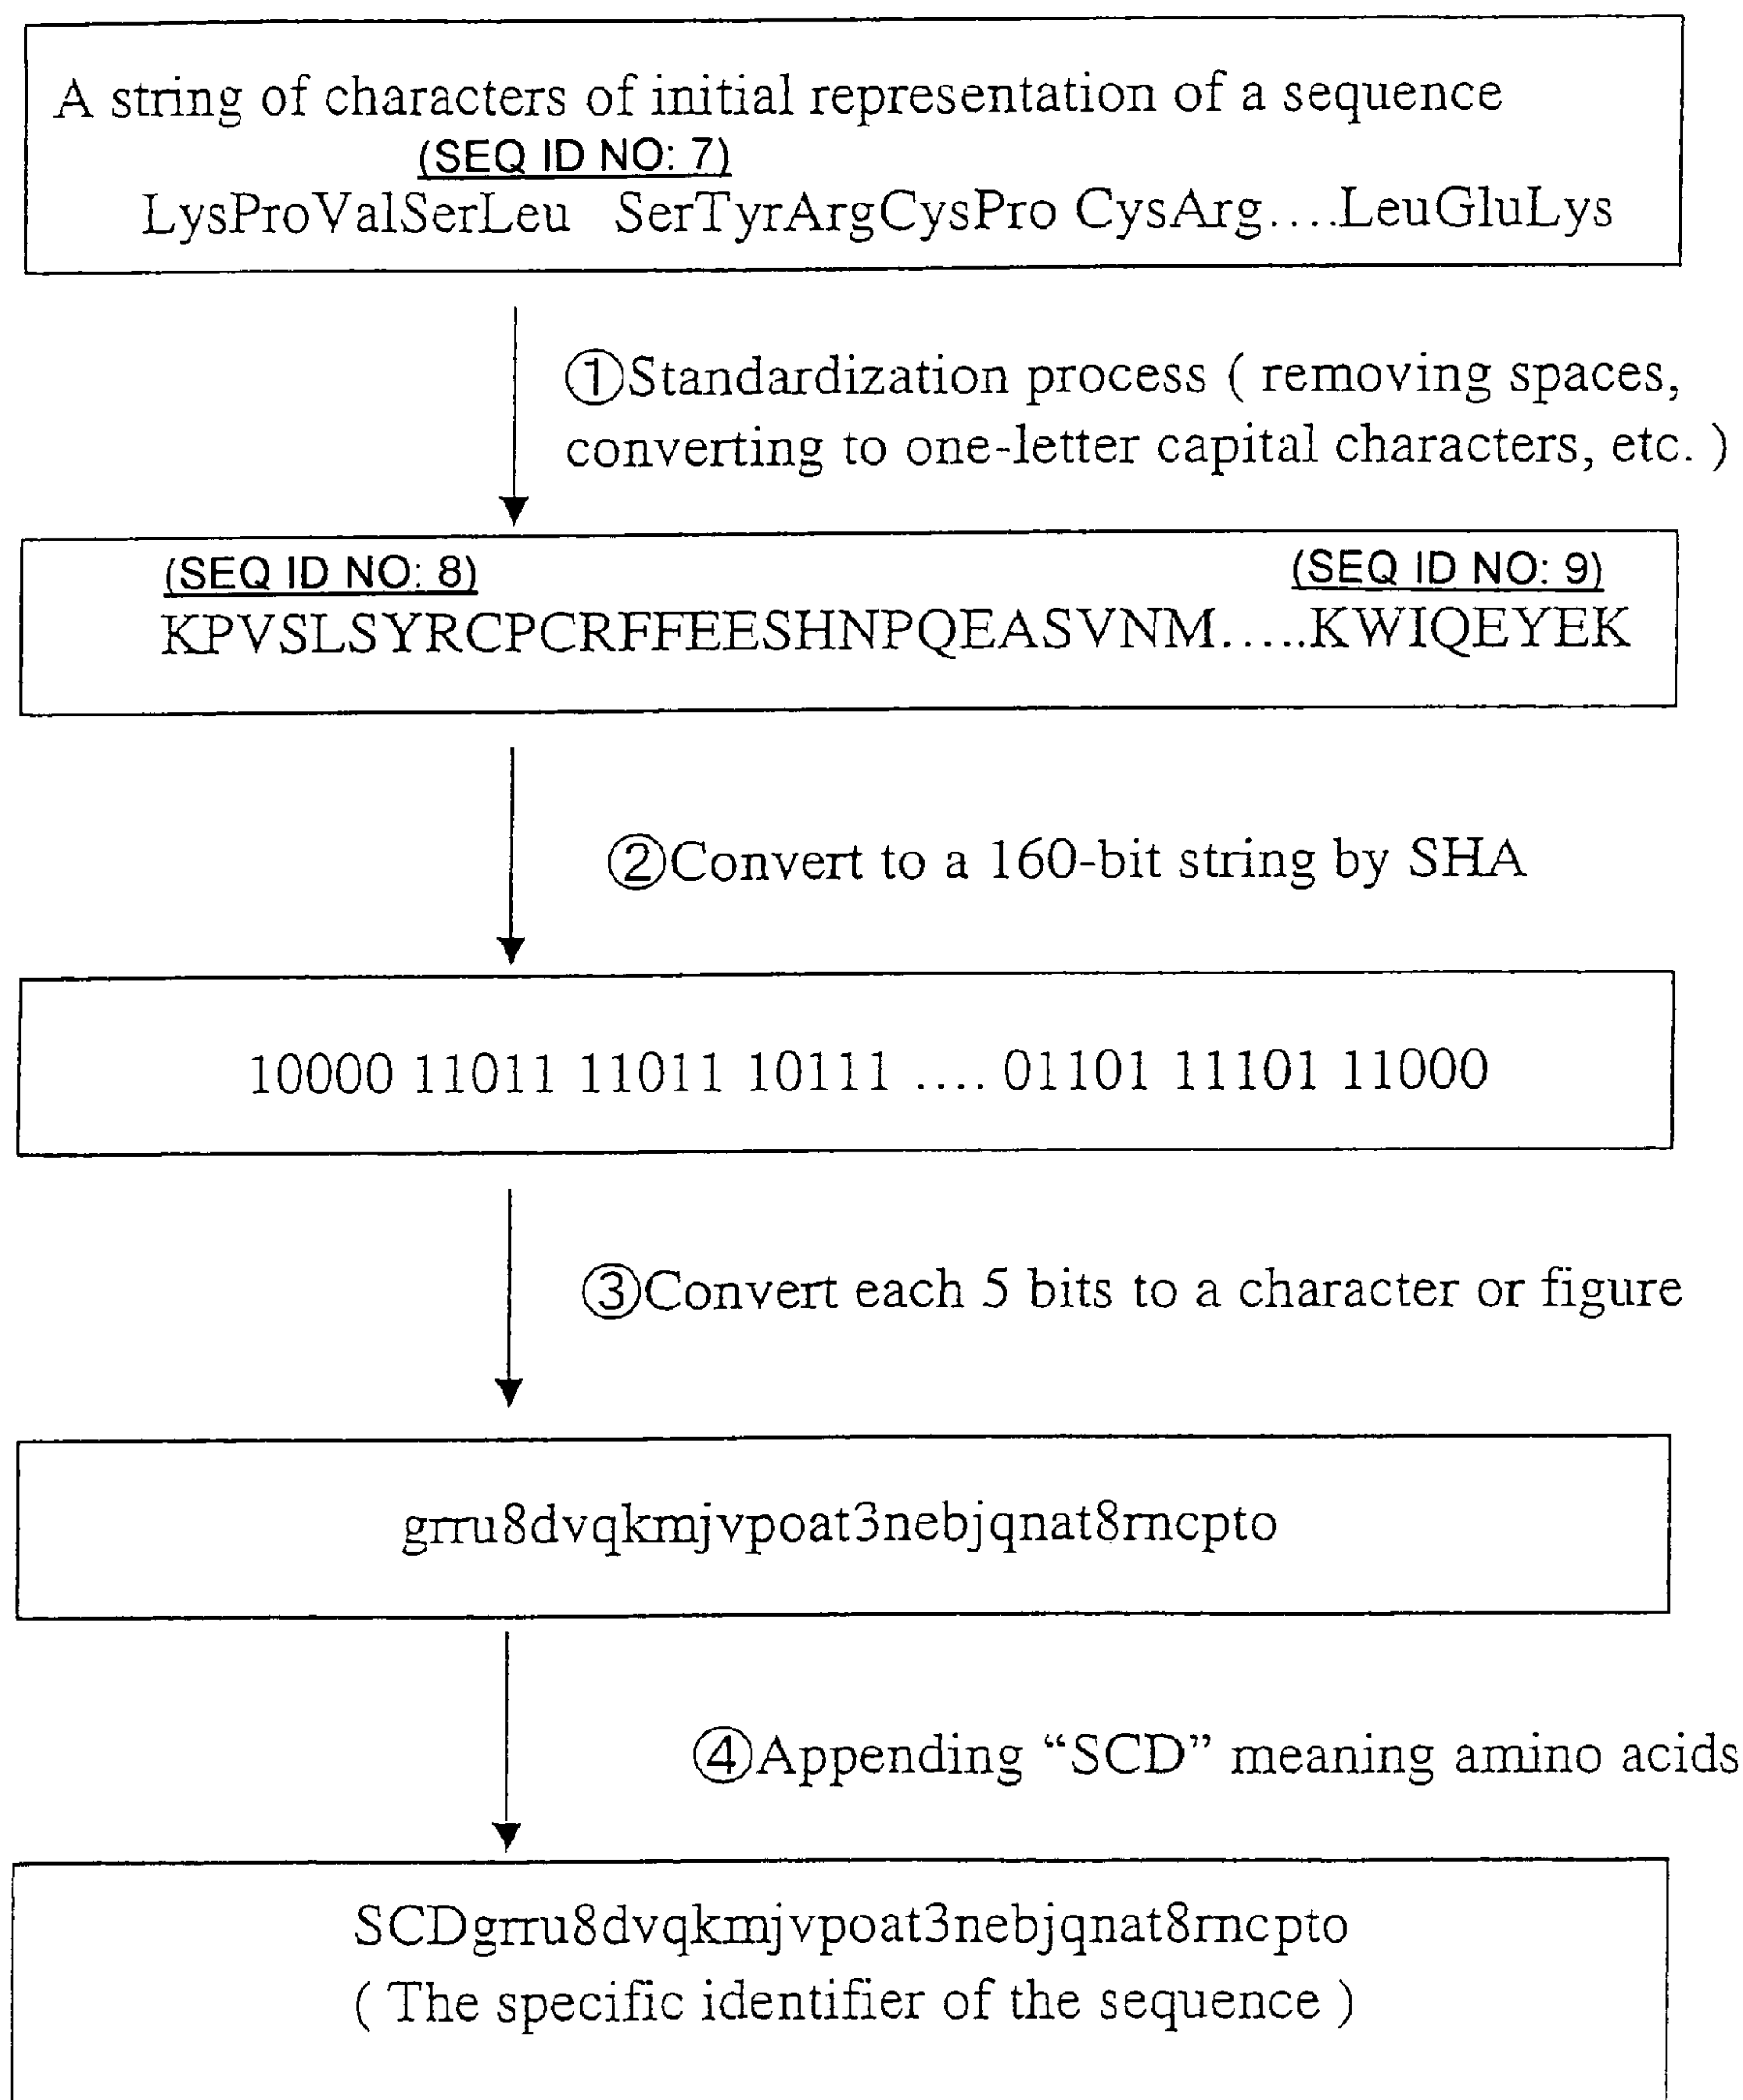 A string of characters of initial representation of a sequence
(SEQ ID NO: 7)
LysProValSerLeu SerTyrArgCysPro CysArg....LeuGluLys
①Standardization process ( removing spaces,
converting to one-letter capital characters, etc. )
(SEQ ID NO: 8) (SEQ ID NO: 9)
KPVSLSYRCPCRFFEESHNPQEASVNM.....KWIQEYEK
②Convert to a 160-bit string by SHA
10000 11011 11011 10111 .... 01101 11101 11000
③Convert each 5 bits to a character or figure
grru8dvqkmjvpoat3nebjqnat8rncpto
④Appending “SCD” meaning amino acids
SCDgrru8dvqkmjvpoat3nebjqnat8rncpto
( The specific identifier of the sequence )